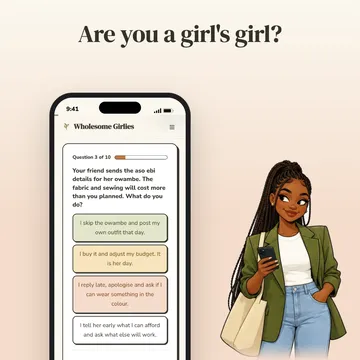 Are you a girl's girl?
9:41
Wholesome Girlies
Question 3 of 10
Your friend sends the aso ebi
details for her owambe. The
fabric and sewing will cost more
than you planned. What do you
do?
I skip the owambe and post my
own outfit that day.
I buy it and adjust my budget. It
is her day.
I reply late, apologise and ask if I
can wear something in the
colour.
I tell her early what I can afford
and ask what else will work.